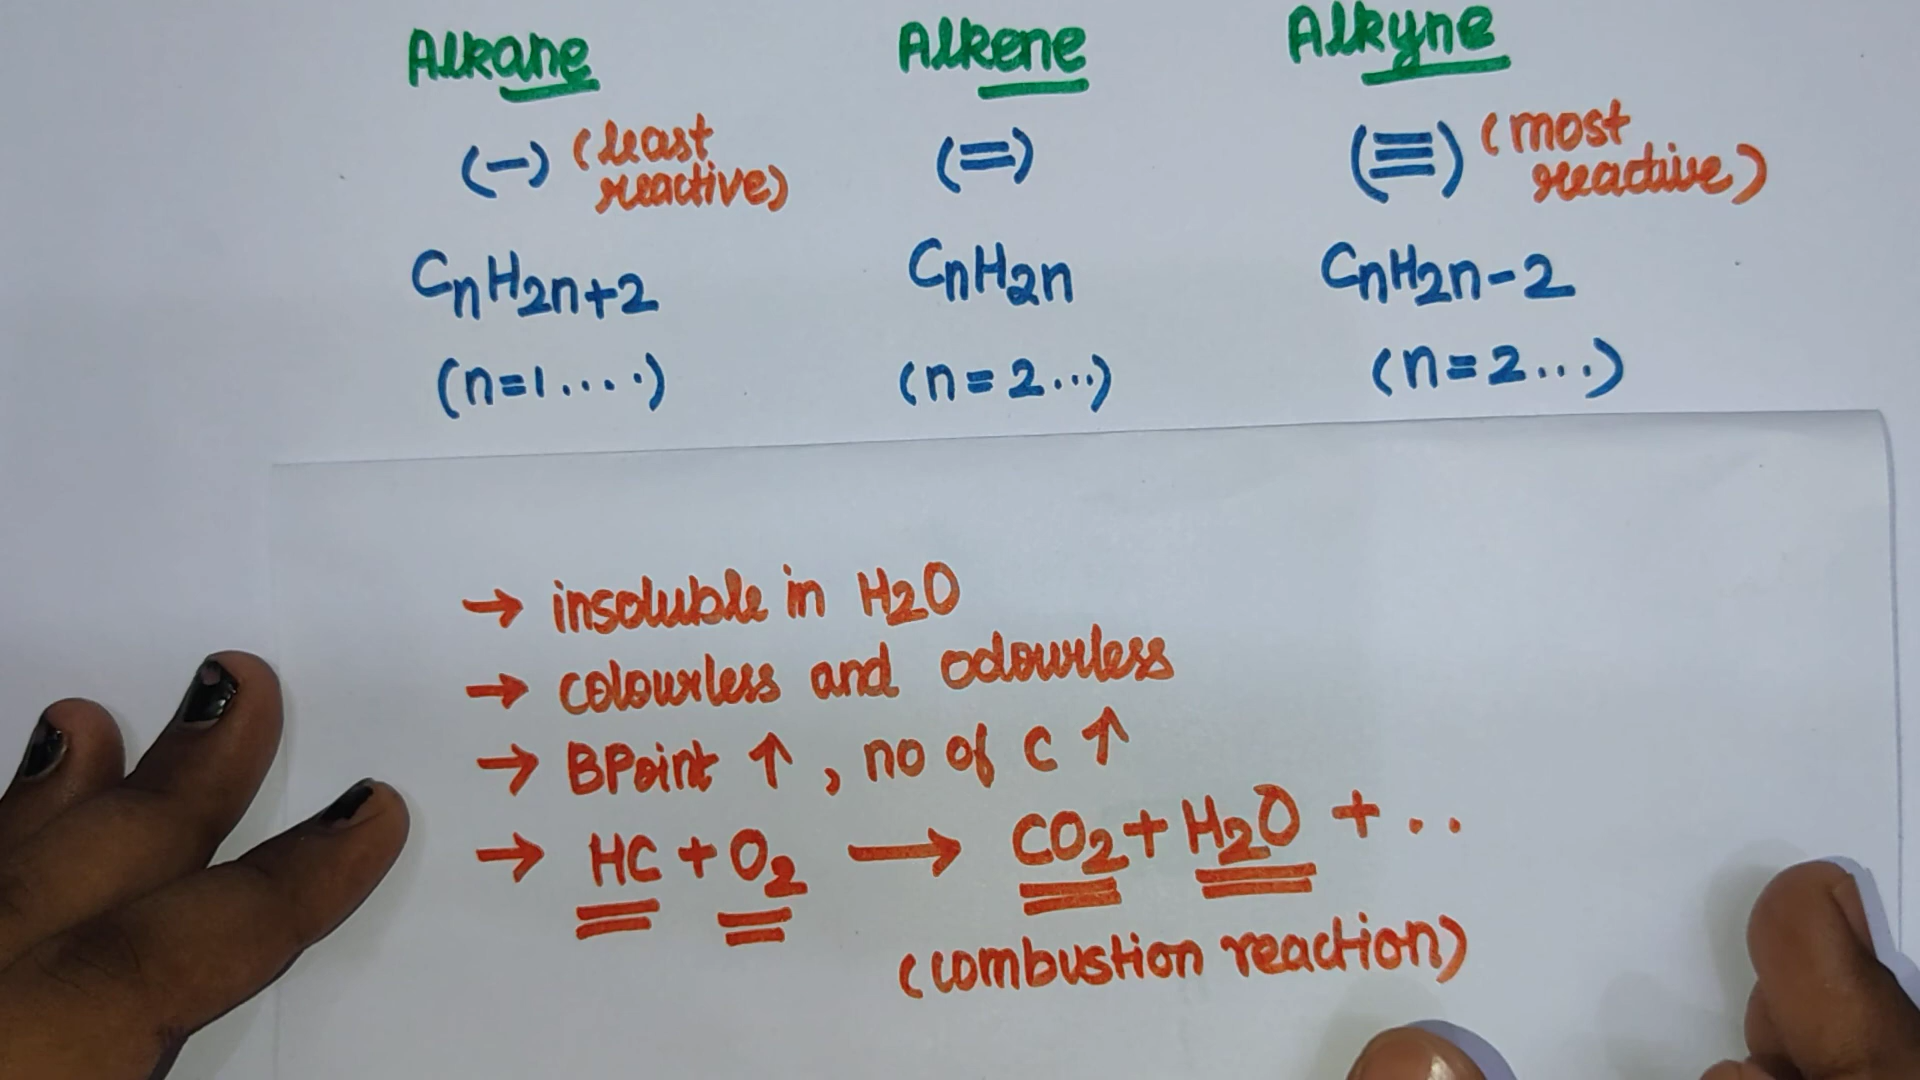 Alkane Alkene Alkyne
(-) (least reactive) (=) (≡) (most reactive)
CnH2n+2 CnH2n CnH2n-2
(n=1....) (n=2...) (n=2...)
→ insoluble in H2O
→ colourless and odourless
→ BPoint ↑, no of C ↑
→ HC + O2 → CO2 + H2O + ..
(combustion reaction)